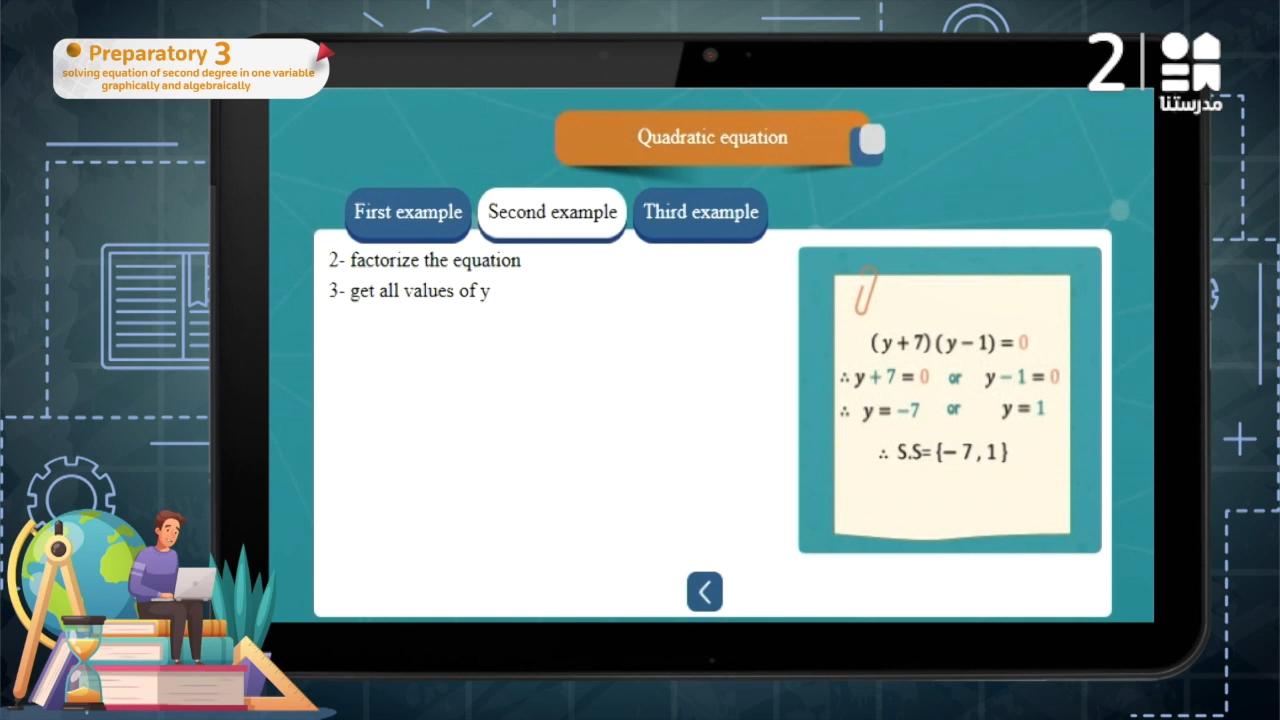 Preparatory 3
solving equation of second degree in one variable
graphically and algebraically
2
مدرستنا
Quadratic equation
First example
Second example
Third example
2- factorize the equation
3- get all values of y
(y + 7) (y − 1) = 0
∴ y + 7 = 0 or y − 1 = 0
∴ y = −7 or y = 1
∴ S.S= {− 7 , 1 }